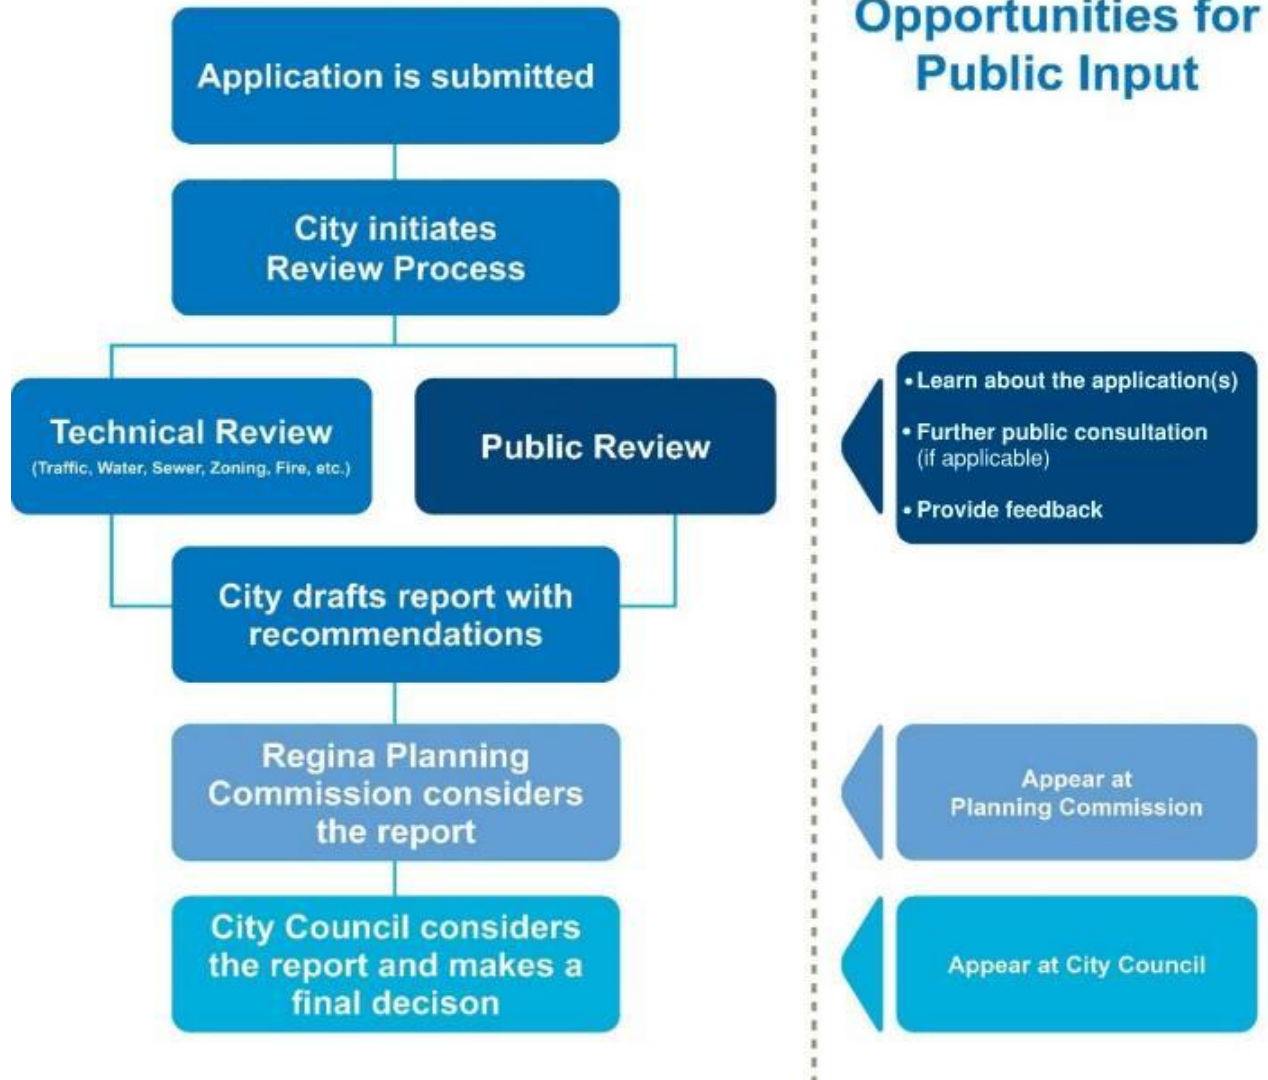 Application is submitted
City initiates
Review Process
Technical Review
(Traffic, Water, Sewer, Zoning, Fire, etc.)
Public Review
City drafts report with
recommendations
Regina Planning
Commission considers
the report
City Council considers
the report and makes a
final decison
Opportunities for
Public Input
• Learn about the application(s)
• Further public consultation
(if applicable)
• Provide feedback
Appear at
Planning Commission
Appear at City Council